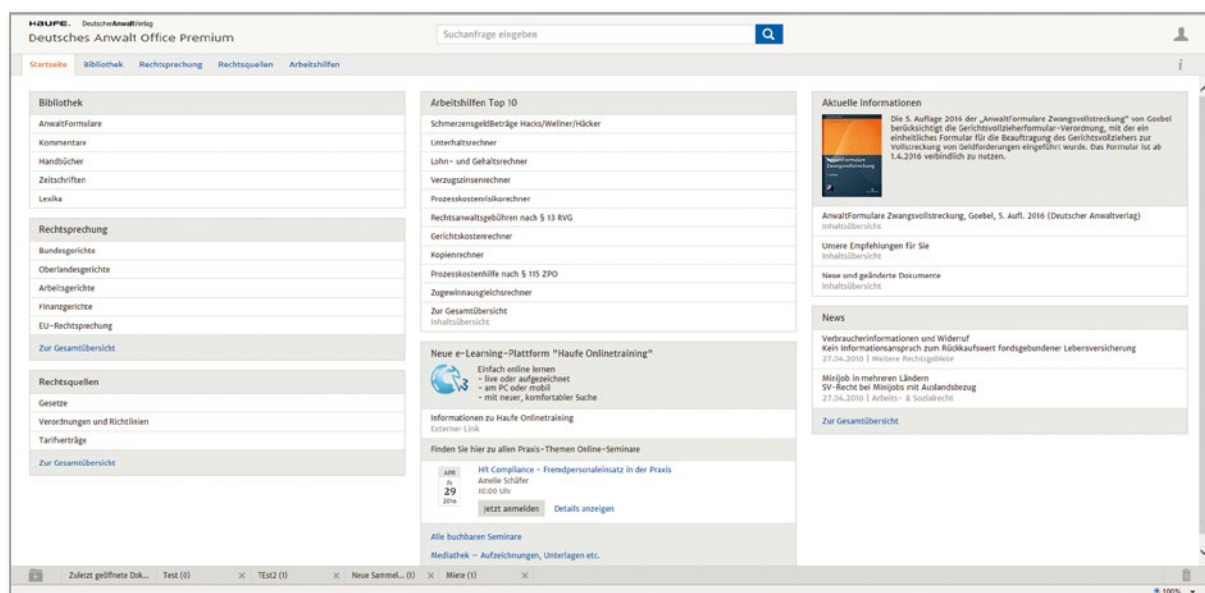 HAUFE. DeutscherAnwaltVerlag
Deutsches Anwalt Office Premium
Suchanfrage eingeben
Startseite Bibliothek Rechtsprechung Rechtsquellen Arbeitshilfen
i
Bibliothek
AnwaltFormulare
Kommentare
Handbücher
Zeitschriften
Lexika
Rechtsprechung
Bundesgerichte
Oberlandesgerichte
Arbeitsgerichte
Finanzgerichte
EU-Rechtsprechung
Zur Gesamtübersicht
Rechtsquellen
Gesetze
Verordnungen und Richtlinien
Tarifverträge
Zur Gesamtübersicht
Arbeitshilfen Top 10
SchmerzensgeldBeträge Hacks/Wellner/Häcker
Unterhaltsrechner
Lohn- und Gehaltsrechner
Verzugszinsenrechner
Prozesskostenrisikorechner
Rechtsanwaltsgebühren nach § 13 RVG
Gerichtskostenrechner
Kopienrechner
Prozesskostenhilfe nach § 115 ZPO
Zugewinnausgleichsrechner
Zur Gesamtübersicht
Inhaltsübersicht
Neue e-Learning-Plattform "Haufe Onlinetraining"
Einfach online lernen
- live oder aufgezeichnet
- am PC oder mobil
- mit neuer, komfortabler Suche
Informationen zu Haufe Onlinetraining
Externer Link
Finden Sie hier zu allen Praxis-Themen Online-Seminare
APR
Fr
29
2016
HR Compliance - Fremdpersonaleinsatz in der Praxis
Amelie Schäfer
10:00 Uhr
jetzt anmelden Details anzeigen
Alle buchbaren Seminare
Mediathek - Aufzeichnungen, Unterlagen etc.
Aktuelle Informationen
AnwaltFormulare
Zwangsvollstreckung
Die 5. Auflage 2016 der „AnwaltFormulare Zwangsvollstreckung" von Goebel
berücksichtigt die Gerichtsvollzieherformular-Verordnung, mit der ein
einheitliches Formular für die Beauftragung des Gerichtsvollziehers zur
Vollstreckung von Geldforderungen eingeführt wurde. Das Formular ist ab
1.4.2016 verbindlich zu nutzen.
AnwaltFormulare Zwangsvollstreckung, Goebel, 5. Aufl. 2016 (Deutscher Anwaltverlag)
Inhaltsübersicht
Unsere Empfehlungen für Sie
Inhaltsübersicht
Neue und geänderte Dokumente
Inhaltsübersicht
News
Verbraucherinformationen und Widerruf
Kein Informationsanspruch zum Rückkaufswert fondsgebundener Lebensversicherung
27.04.2016 | Weitere Rechtsgebiete
Minijob in mehreren Ländern
SV-Recht bei Minijobs mit Auslandsbezug
27.04.2016 | Arbeits- & Sozialrecht
Zur Gesamtübersicht
Zuletzt geöffnete Dok... Test (0) TEst2 (1) Neue Sammel... (1) Miete (1)
100%